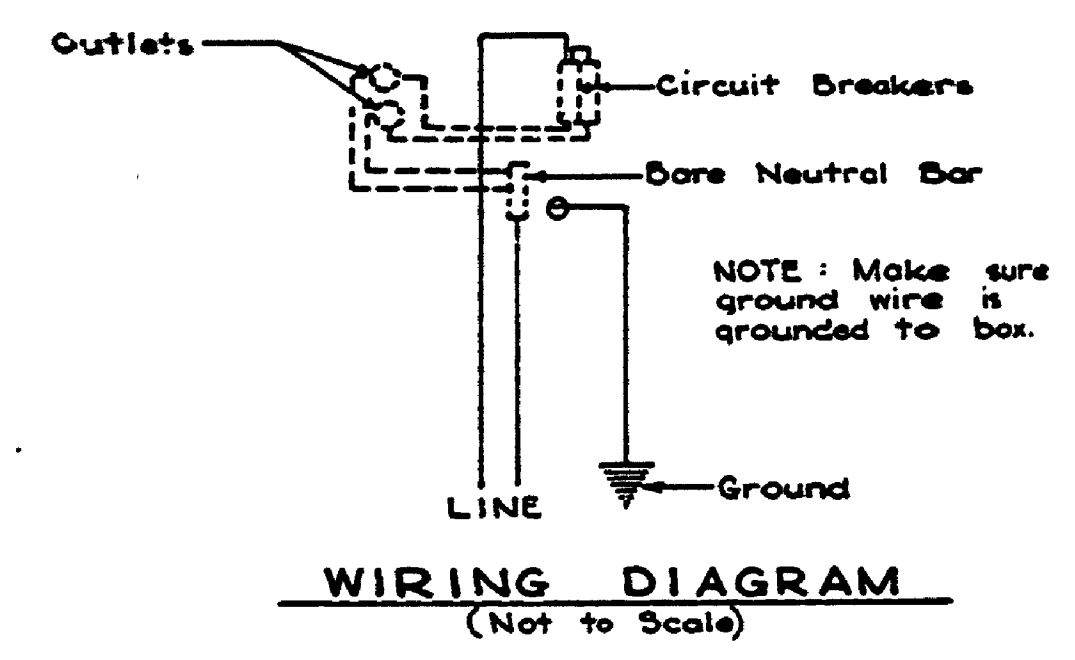 Outlets
Circuit Breakers
Bare Neutral Bar
NOTE : Make sure
ground wire is
grounded to box.
Ground
LINE
WIRING DIAGRAM
(Not to Scale)